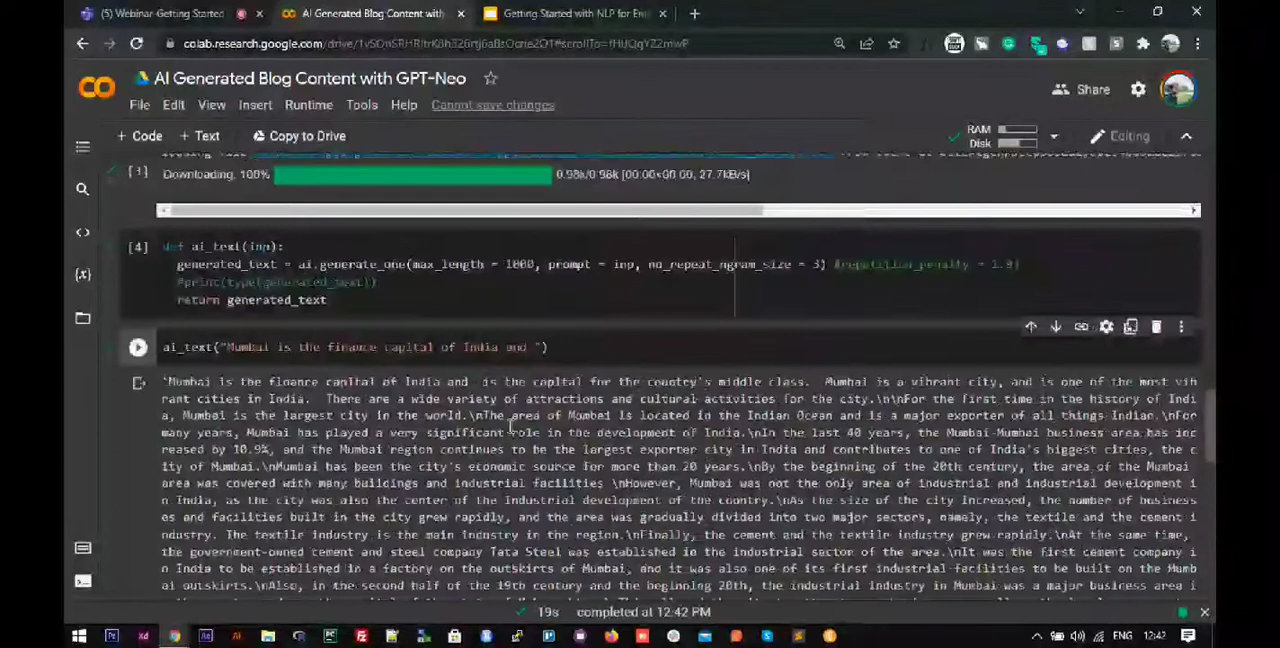 (5) Webinar-Getting Started
AI Generated Blog Content with
Getting Started with NLP for En
AI Generated Blog Content with GPT-Neo
File Edit View Insert Runtime Tools Help Cannot save changes
Share
+ Code + Text Copy to Drive
RAM
Disk
Editing
[3]
Downloading: 100% 0.98k/0.98k [00:00<00:00, 27.7kB/s]
[4] def ai_text(inp):
generated_text = ai.generate_one(max_length = 1000, prompt = inp, no_repeat_ngram_size = 3) #repetition_penalty = 1.9)
#print(type(generated_text))
return generated_text
ai_text("Mumbai is the finance capital of India and ")
'Mumbai is the finance capital of India and  is the capital for the country's middle class.  Mumbai is a vibrant city, and is one of the most vib
rant cities in India.  There are a wide variety of attractions and cultural activities for the city.\n\nFor the first time in the history of Indi
a, Mumbai is the largest city in the world.\nThe area of Mumbai is located in the Indian Ocean and is a major exporter of all things Indian.\nFor
many years, Mumbai has played a very significant role in the development of India.\nIn the last 40 years, the Mumbai-Mumbai business area has inc
reased by 10.9%, and the Mumbai region continues to be the largest exporter city in India and contributes to one of India's biggest cities, the c
ity of Mumbai.\nMumbai has been the city's economic source for more than 20 years.\nBy the beginning of the 20th century, the area of the Mumbai
area was covered with many buildings and industrial facilities \nHowever, Mumbai was not the only area of industrial and industrial development i
n India, as the city was also the center of the industrial development of the country.\nAs the size of the city increased, the number of business
es and facilities built in the city grew rapidly, and the area was gradually divided into two major sectors, namely, the textile and the cement i
ndustry. The textile industry is the main industry in the region.\nFinally, the cement and the textile industry grew rapidly.\nAt the same time,
the government-owned cement and steel company Tata Steel was established in the industrial sector of the area.\nIt was the first cement company i
n India to be established in a factory on the outskirts of Mumbai, and it was also one of its first industrial facilities to be built on the Mumb
ai outskirts.\nAlso, in the second half of the 19th century and the beginning 20th, the industrial industry in Mumbai was a major business area i
19s completed at 12:42 PM
ENG 12:42